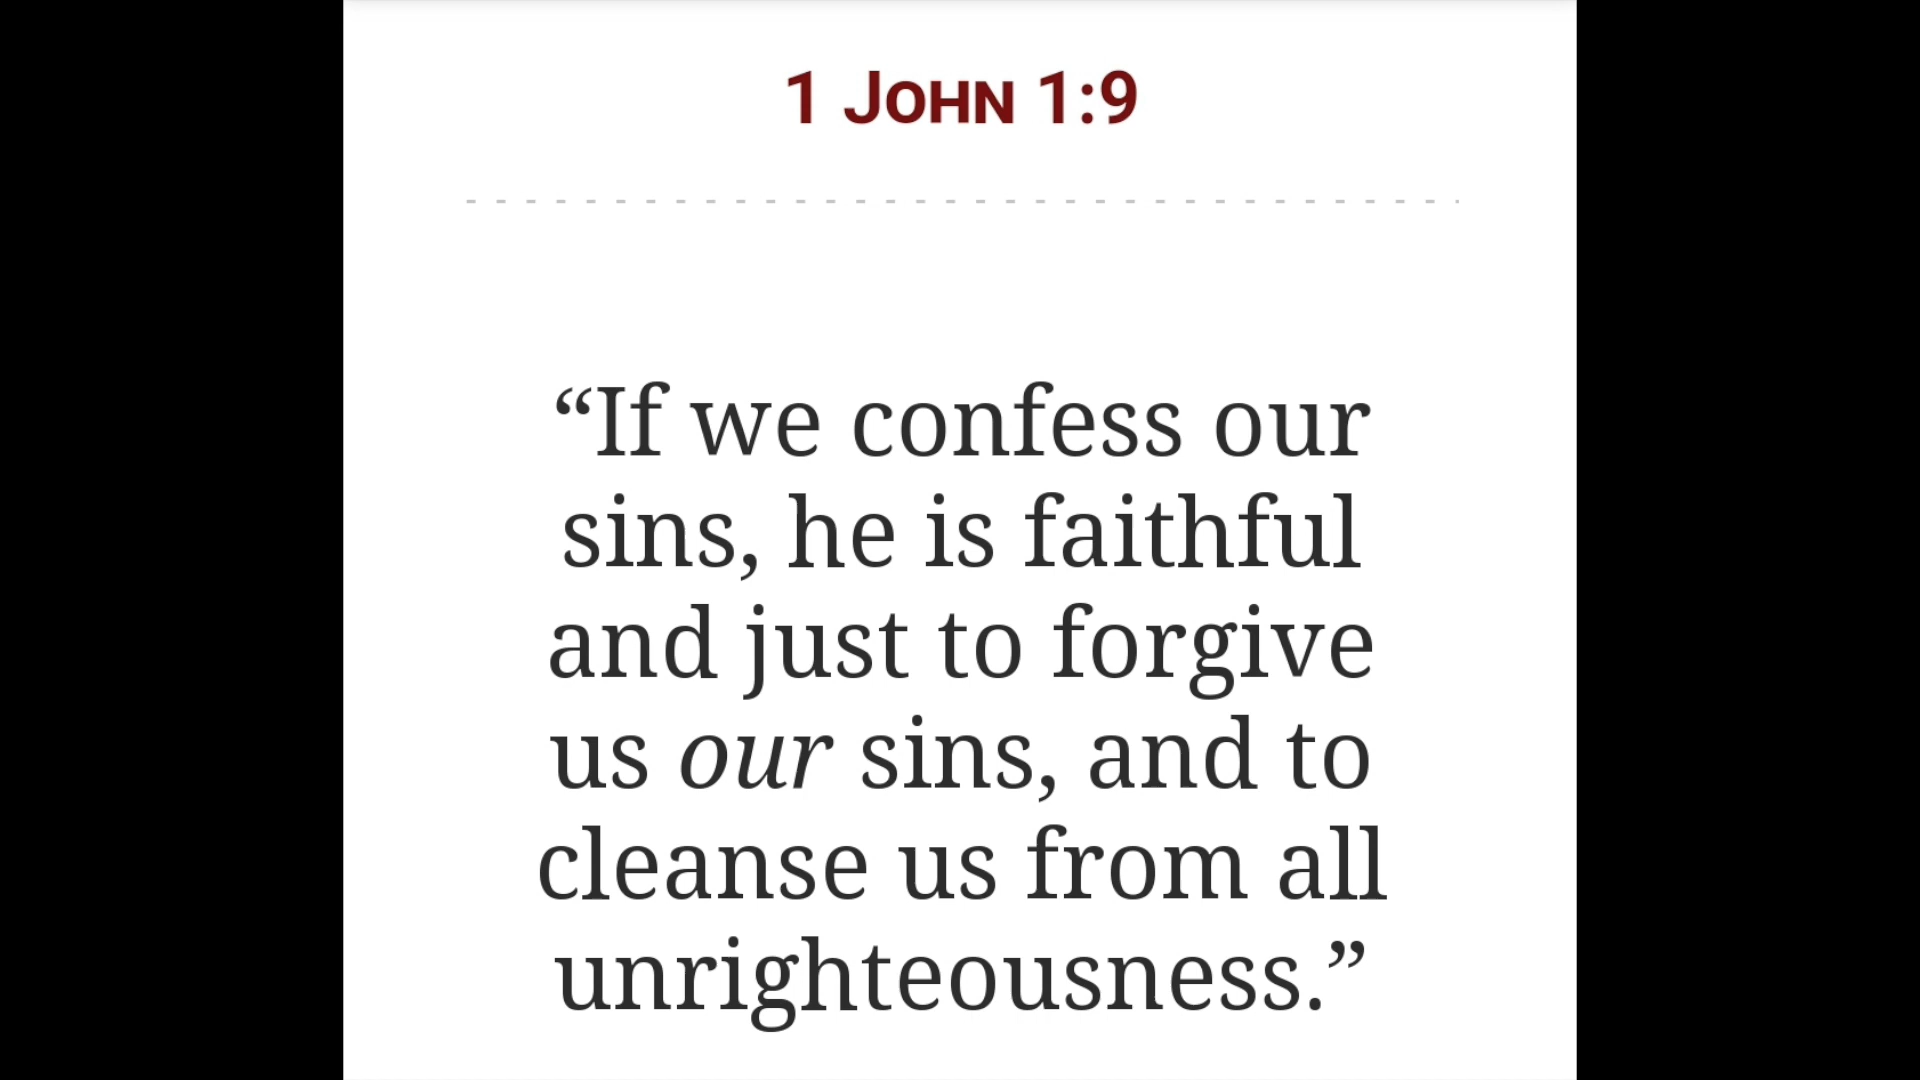 1 John 1:9
“If we confess our
sins, he is faithful
and just to forgive
us our sins, and to
cleanse us from all
unrighteousness.”